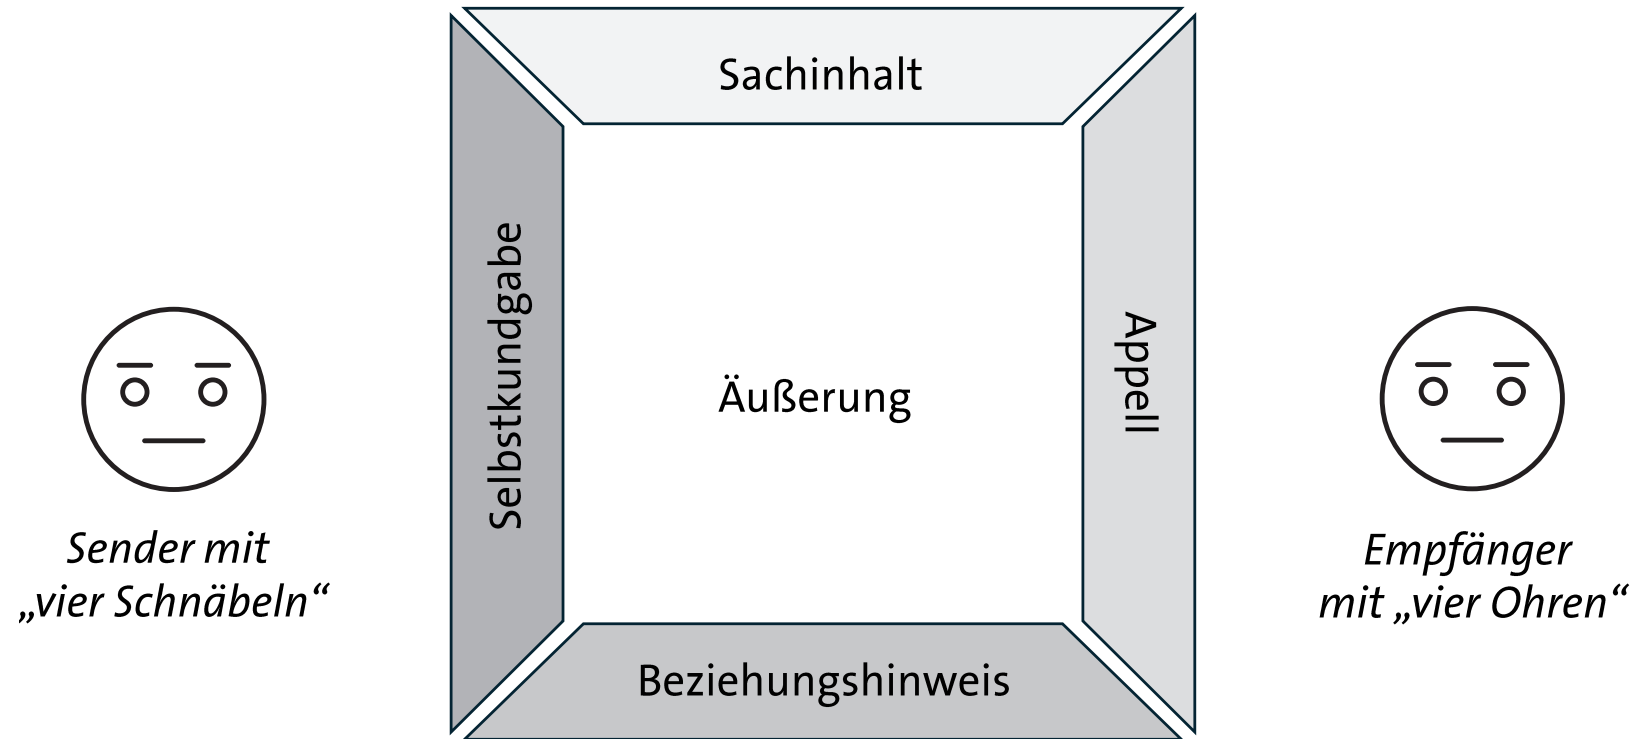 Sachinhalt
Selbstkundgabe
Äußerung
Appell
Beziehungshinweis
Sender mit
„vier Schnäbeln“
Empfänger
mit „vier Ohren“